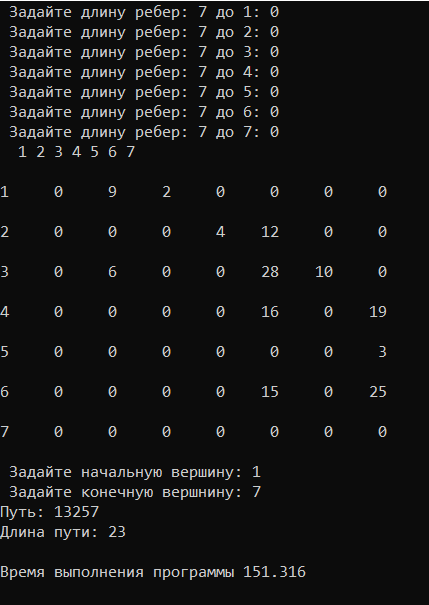 Задайте длину ребер: 7 до 1: 0
Задайте длину ребер: 7 до 2: 0
Задайте длину ребер: 7 до 3: 0
Задайте длину ребер: 7 до 4: 0
Задайте длину ребер: 7 до 5: 0
Задайте длину ребер: 7 до 6: 0
Задайте длину ребер: 7 до 7: 0
1 2 3 4 5 6 7
1 0 9 2 0 0 0 0
2 0 0 0 4 12 0 0
3 0 6 0 0 28 10 0
4 0 0 0 0 16 0 19
5 0 0 0 0 0 0 3
6 0 0 0 0 15 0 25
7 0 0 0 0 0 0 0
Задайте начальную вершину: 1
Задайте конечную вершнину: 7
Путь: 13257
Длина пути: 23
Время выполнения программы 151.316